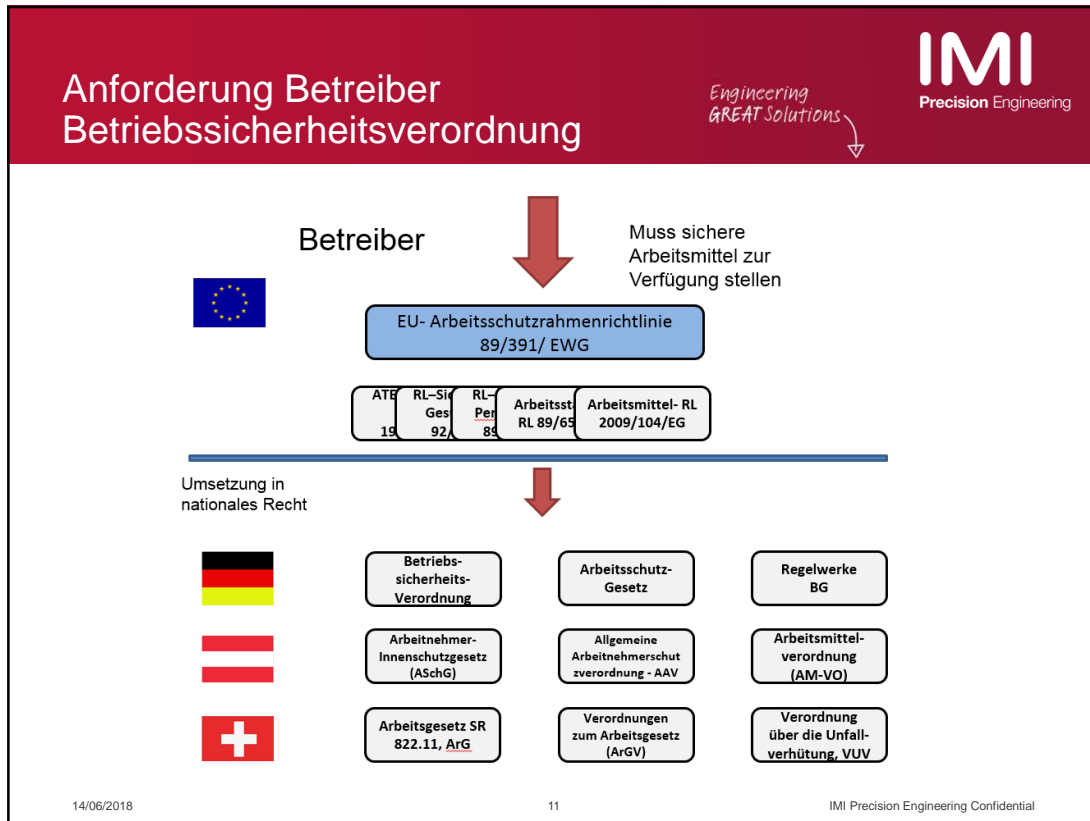 Anforderung Betreiber
Betriebssicherheitsverordnung
Engineering
GREAT Solutions
IMI
Precision Engineering
Betreiber
Muss sichere
Arbeitsmittel zur
Verfügung stellen
EU- Arbeitsschutzrahmenrichtlinie
89/391/ EWG
Arbeitsmittel- RL
2009/104/EG
Umsetzung in
nationales Recht
Betriebs-
sicherheits-
Verordnung
Arbeitsschutz-
Gesetz
Regelwerke
BG
Arbeitnehmer-
Innenschutzgesetz
(ASchG)
Allgemeine
Arbeitnehmerschut
zverordnung - AAV
Arbeitsmittel-
verordnung
(AM-VO)
Arbeitsgesetz SR
822.11, ArG
Verordnungen
zum Arbeitsgesetz
(ArGV)
Verordnung
über die Unfall-
verhütung, VUV
14/06/2018
11
IMI Precision Engineering Confidential